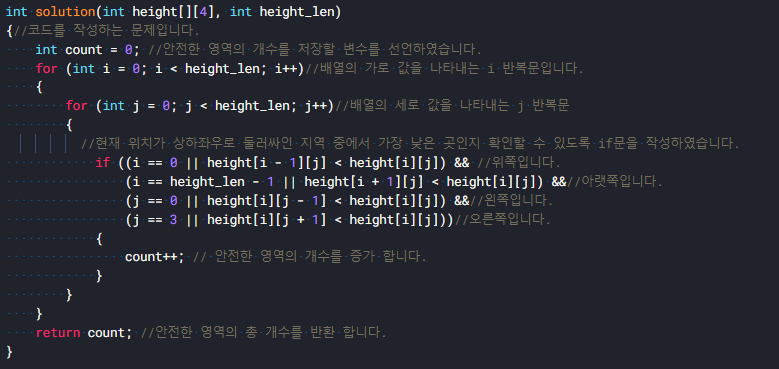 int solution(int height[][4], int height_len)
{//코드를 작성하는 문제입니다.
    int count = 0; //안전한 영역의 개수를 저장할 변수를 선언하였습니다.
    for (int i = 0; i < height_len; i++)//배열의 가로 값을 나타내는 i 반복문입니다.
    {
        for (int j = 0; j < height_len; j++)//배열의 세로 값을 나타내는 j 반복문
        {
          //현재 위치가 상하좌우로 둘러싸인 지역 중에서 가장 낮은 곳인지 확인할 수 있도록 if문을 작성하였습니다.
            if ((i == 0 || height[i - 1][j] < height[i][j]) && //위쪽입니다.
                (i == height_len - 1 || height[i + 1][j] < height[i][j]) &&//아랫쪽입니다.
                (j == 0 || height[i][j - 1] < height[i][j]) &&//왼쪽입니다.
                (j == 3 || height[i][j + 1] < height[i][j]))//오른쪽입니다.
            {
                count++; // 안전한 영역의 개수를 증가 합니다.
            }
        }
    }
    return count; //안전한 영역의 총 개수를 반환 합니다.
}